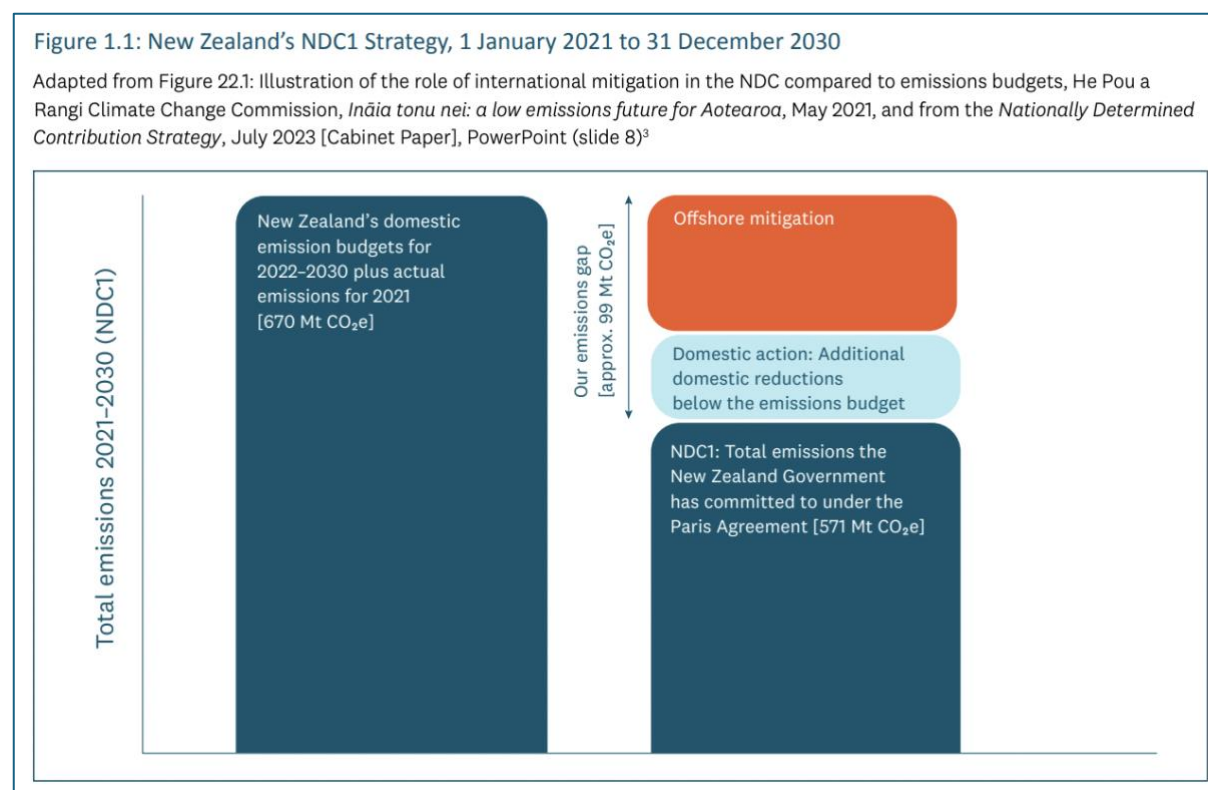 Figure 1.1: New Zealand's NDC1 Strategy, 1 January 2021 to 31 December 2030
Adapted from Figure 22.1: Illustration of the role of international mitigation in the NDC compared to emissions budgets, He Pou a
Rangi Climate Change Commission, Ināia tonu nei: a low emissions future for Aotearoa, May 2021, and from the Nationally Determined
Contribution Strategy, July 2023 [Cabinet Paper], PowerPoint (slide 8)³
Total emissions 2021–2030 (NDC1)
New Zealand's domestic
emission budgets for
2022–2030 plus actual
emissions for 2021
[670 Mt CO₂e]
Our emissions gap
[approx. 99 Mt CO₂e]
Offshore mitigation
Domestic action: Additional
domestic reductions
below the emissions budget
NDC1: Total emissions the
New Zealand Government
has committed to under the
Paris Agreement [571 Mt CO₂e]